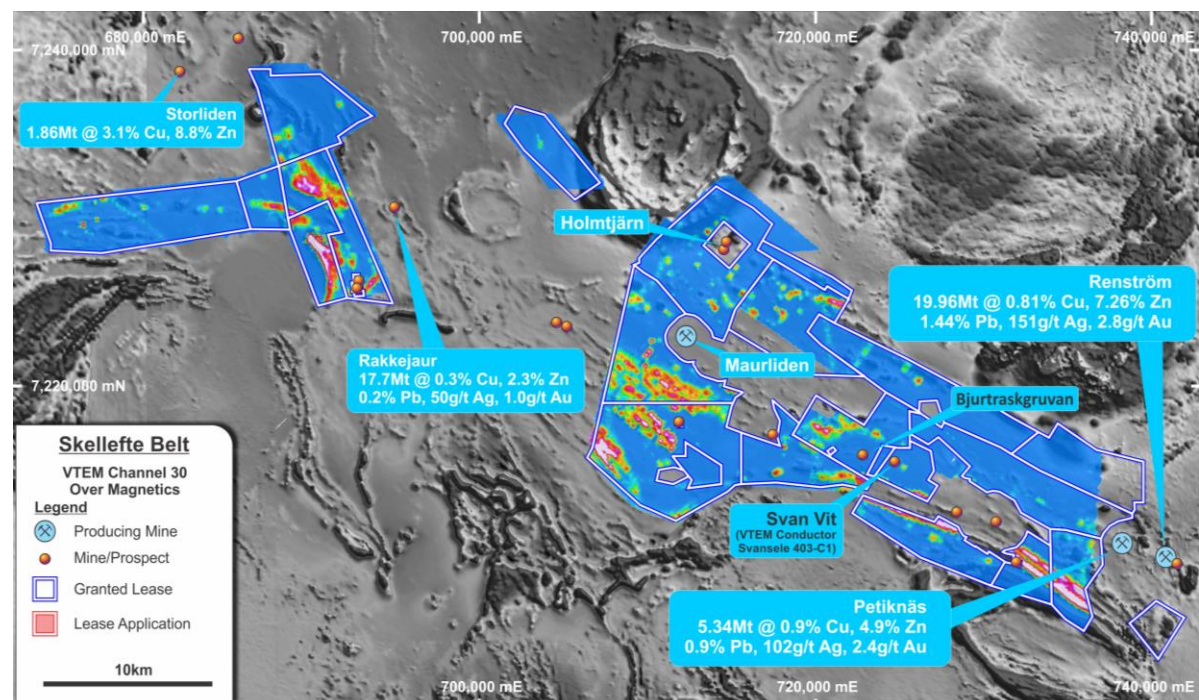 680,000 mE
700,000 mE
720,000 mE
740,000 mE
7,240,000 mN
Storliden
1.86Mt @ 3.1% Cu, 8.8% Zn
Holmtjärn
Renström
19.96Mt @ 0.81% Cu, 7.26% Zn
1.44% Pb, 151g/t Ag, 2.8g/t Au
Rakkejaur
17.7Mt @ 0.3% Cu, 2.3% Zn
0.2% Pb, 50g/t Ag, 1.0g/t Au
Maurliden
7,220,000 mN
Bjurtraskgruvan
Skellefte Belt
VTEM Channel 30
Over Magnetics
Legend
Producing Mine
Mine/Prospect
Granted Lease
Lease Application
10km
Svan Vit
(VTEM Conductor
Svansele 403-C1)
Petiknäs
5.34Mt @ 0.9% Cu, 4.9% Zn
0.9% Pb, 102g/t Ag, 2.4g/t Au
700,000 mE
720,000 mE
740,000 mE